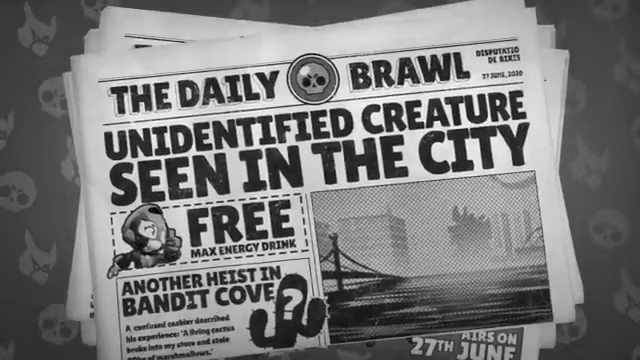 THE DAILY BRAWL
DISPUTATIO
DE RIXIS
27 JUNE, 2020
UNIDENTIFIED CREATURE
SEEN IN THE CITY
FREE
MAX ENERGY DRINK
ANOTHER HEIST IN
BANDIT COVE
?
A confused cashier described
his experience: 'A living cactus
broke into my store and stole
of marshmallows.'
AIRS ON
27TH JUNE